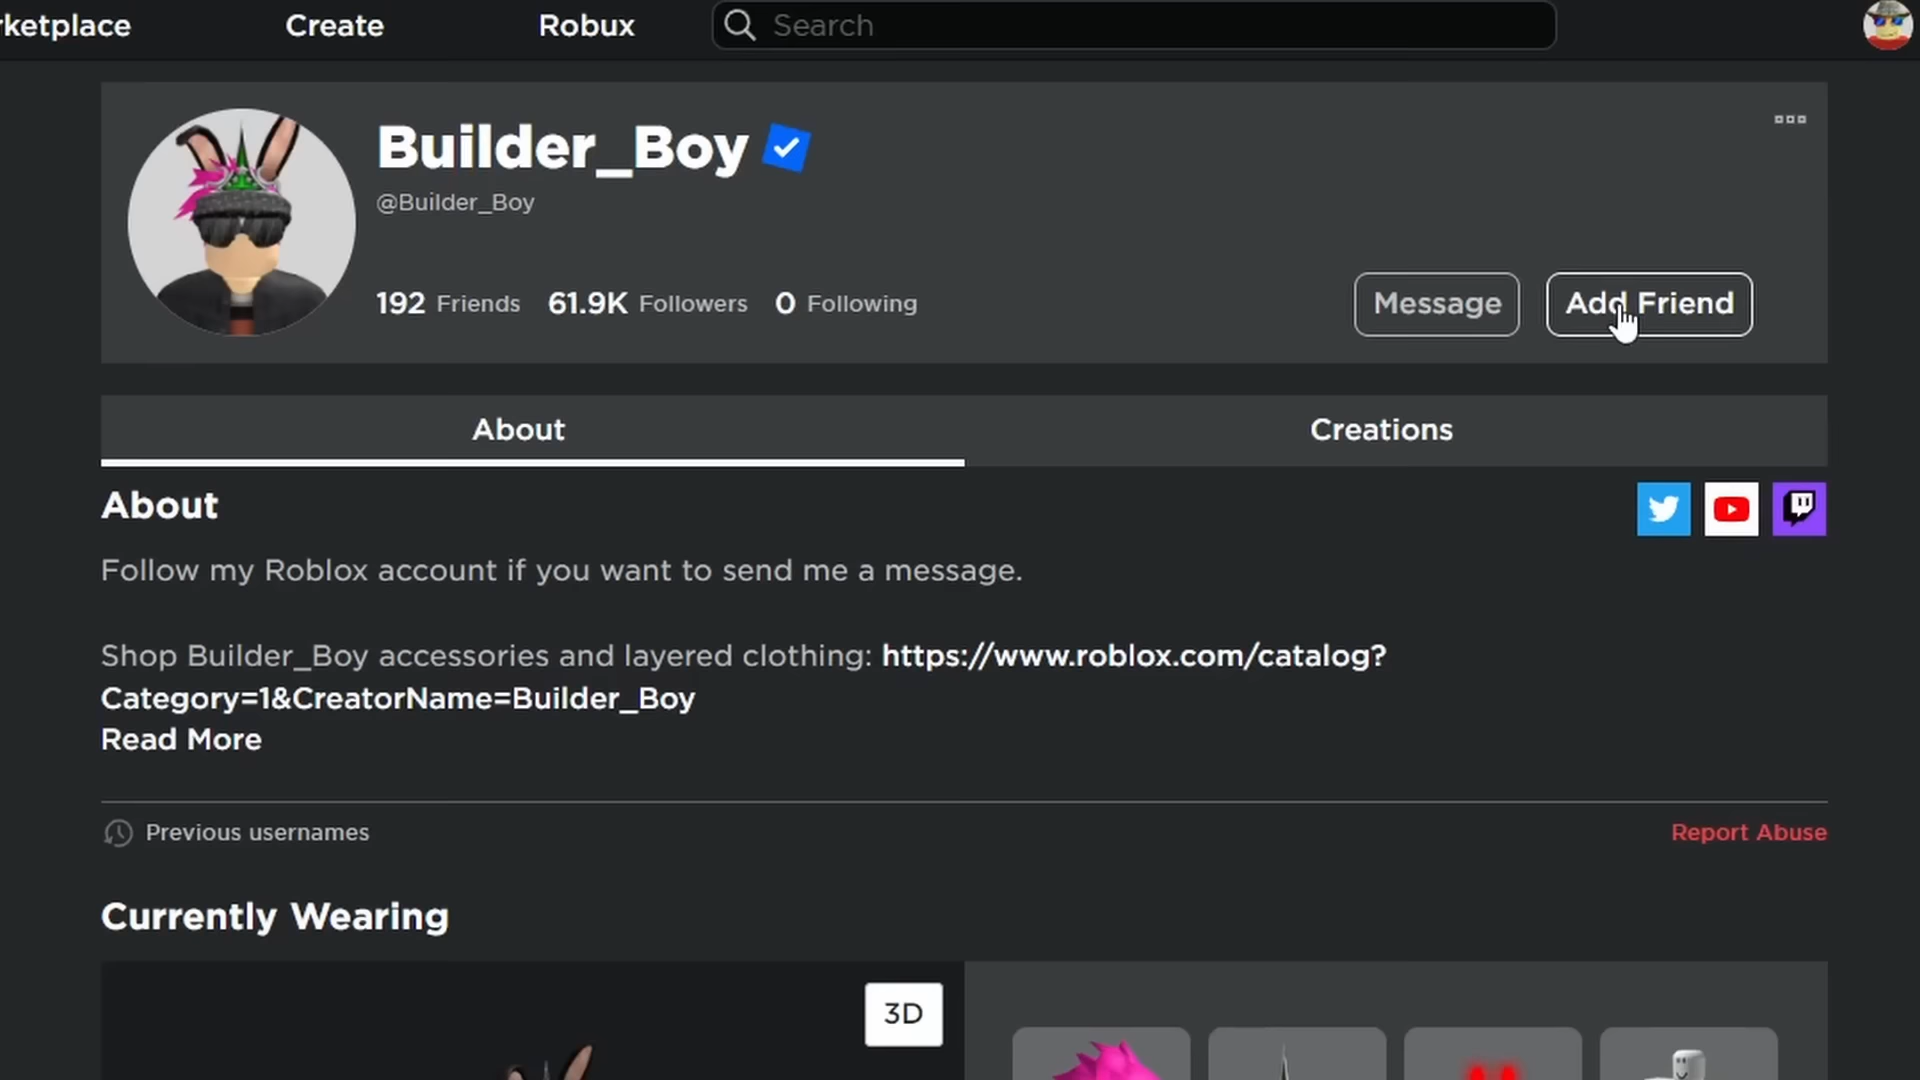 rketplace Create Robux Search
Builder_Boy
@Builder_Boy
192 Friends 61.9K Followers 0 Following
Message Add Friend
About Creations
About
Follow my Roblox account if you want to send me a message.
Shop Builder_Boy accessories and layered clothing: https://www.roblox.com/catalog?
Category=1&CreatorName=Builder_Boy
Read More
Previous usernames Report Abuse
Currently Wearing
3D